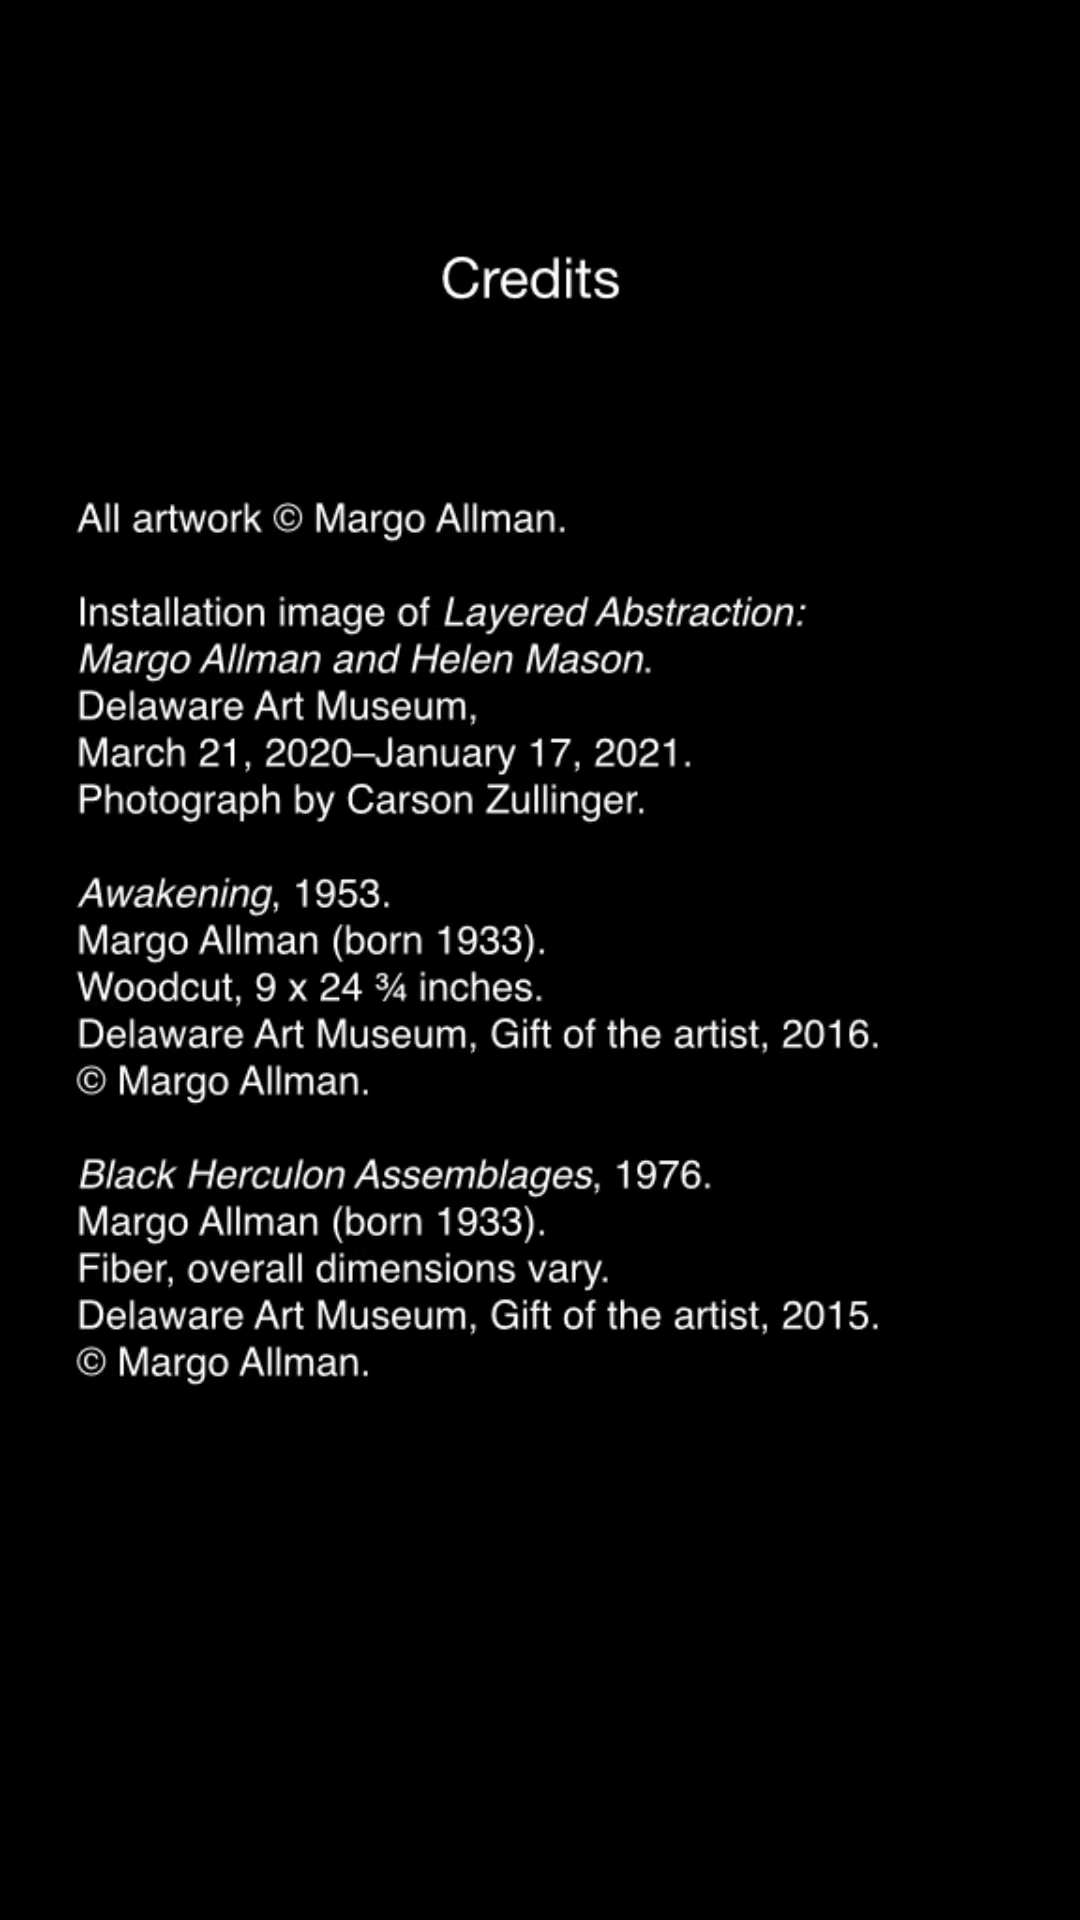 Credits
All artwork © Margo Allman.
Installation image of Layered Abstraction:
Margo Allman and Helen Mason.
Delaware Art Museum,
March 21, 2020–January 17, 2021.
Photograph by Carson Zullinger.
Awakening, 1953.
Margo Allman (born 1933).
Woodcut, 9 x 24 ¾ inches.
Delaware Art Museum, Gift of the artist, 2016.
© Margo Allman.
Black Herculon Assemblages, 1976.
Margo Allman (born 1933).
Fiber, overall dimensions vary.
Delaware Art Museum, Gift of the artist, 2015.
© Margo Allman.